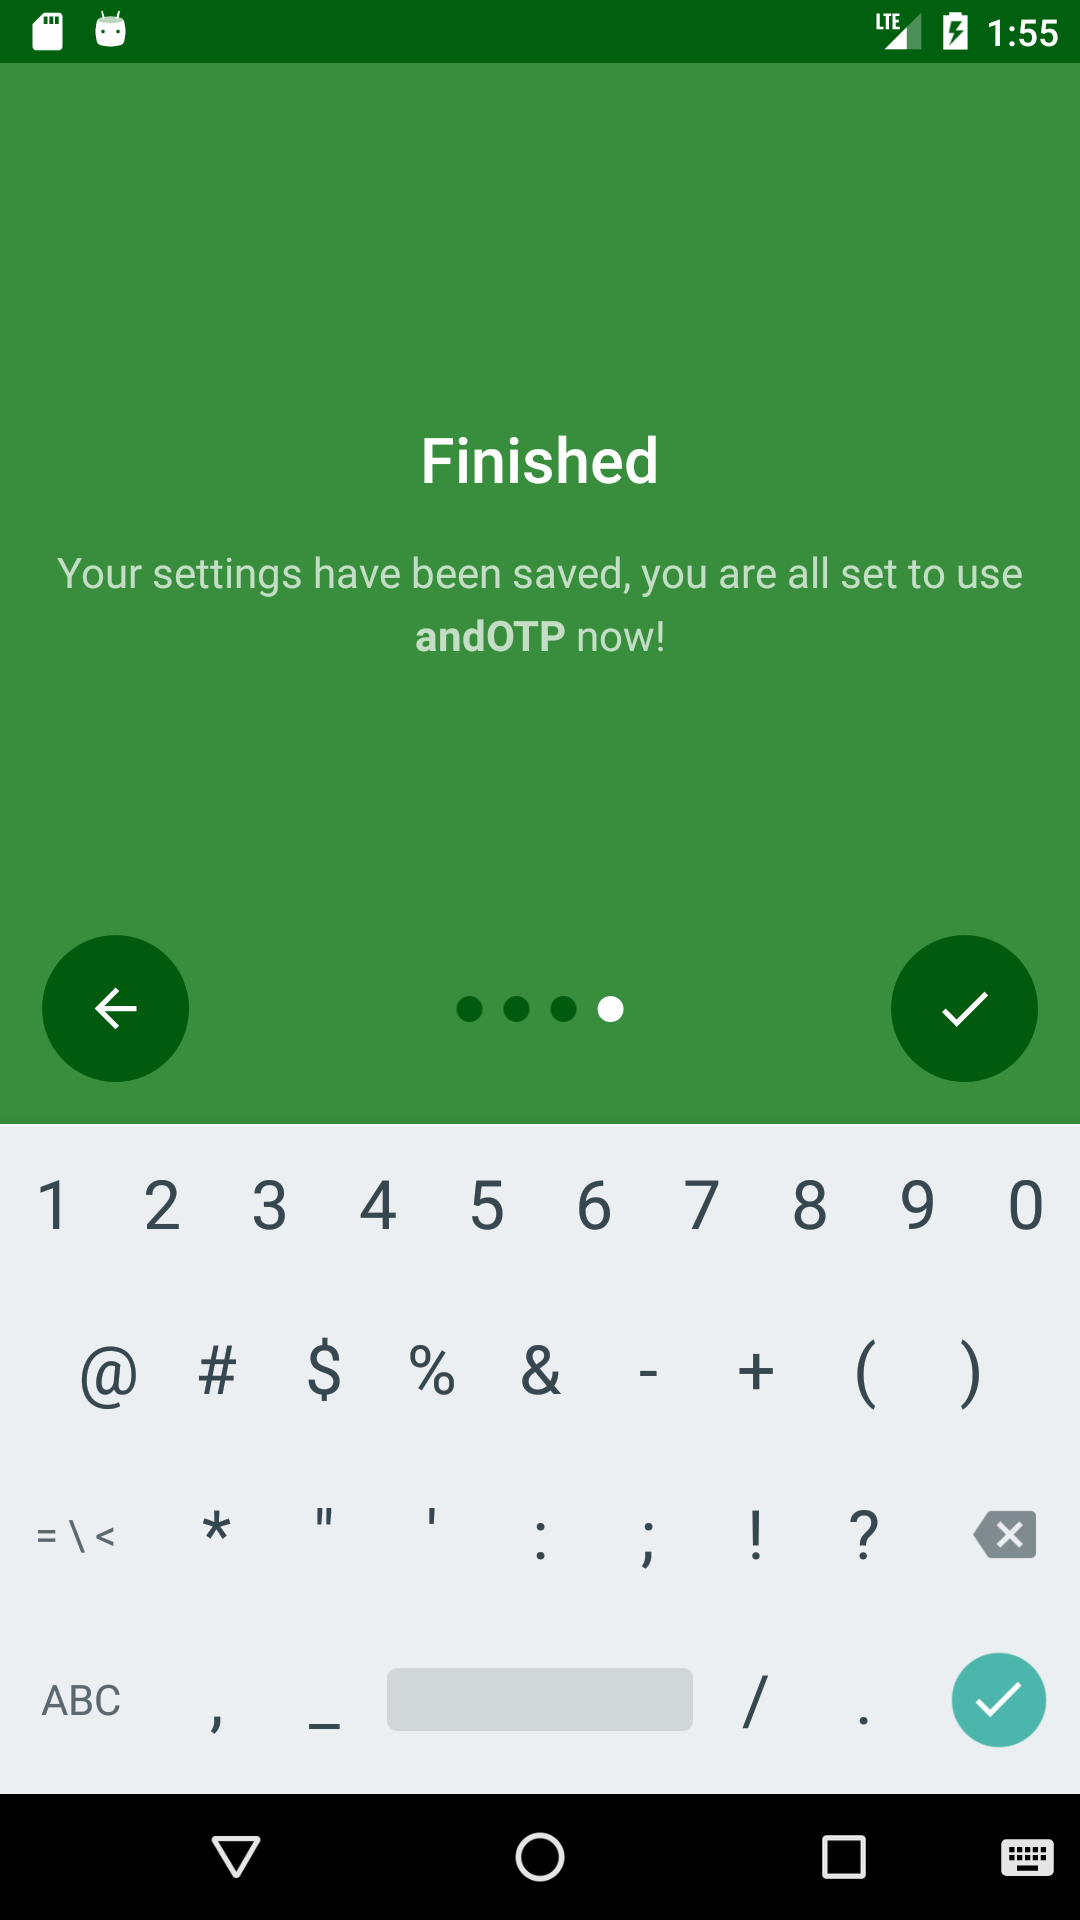 LTE 1:55
Finished
Your settings have been saved, you are all set to use
andOTP now!
1 2 3 4 5 6 7 8 9 0
@ # $ % & - + ( )
= \ < * " ' : ; ! ?
ABC , _ / .